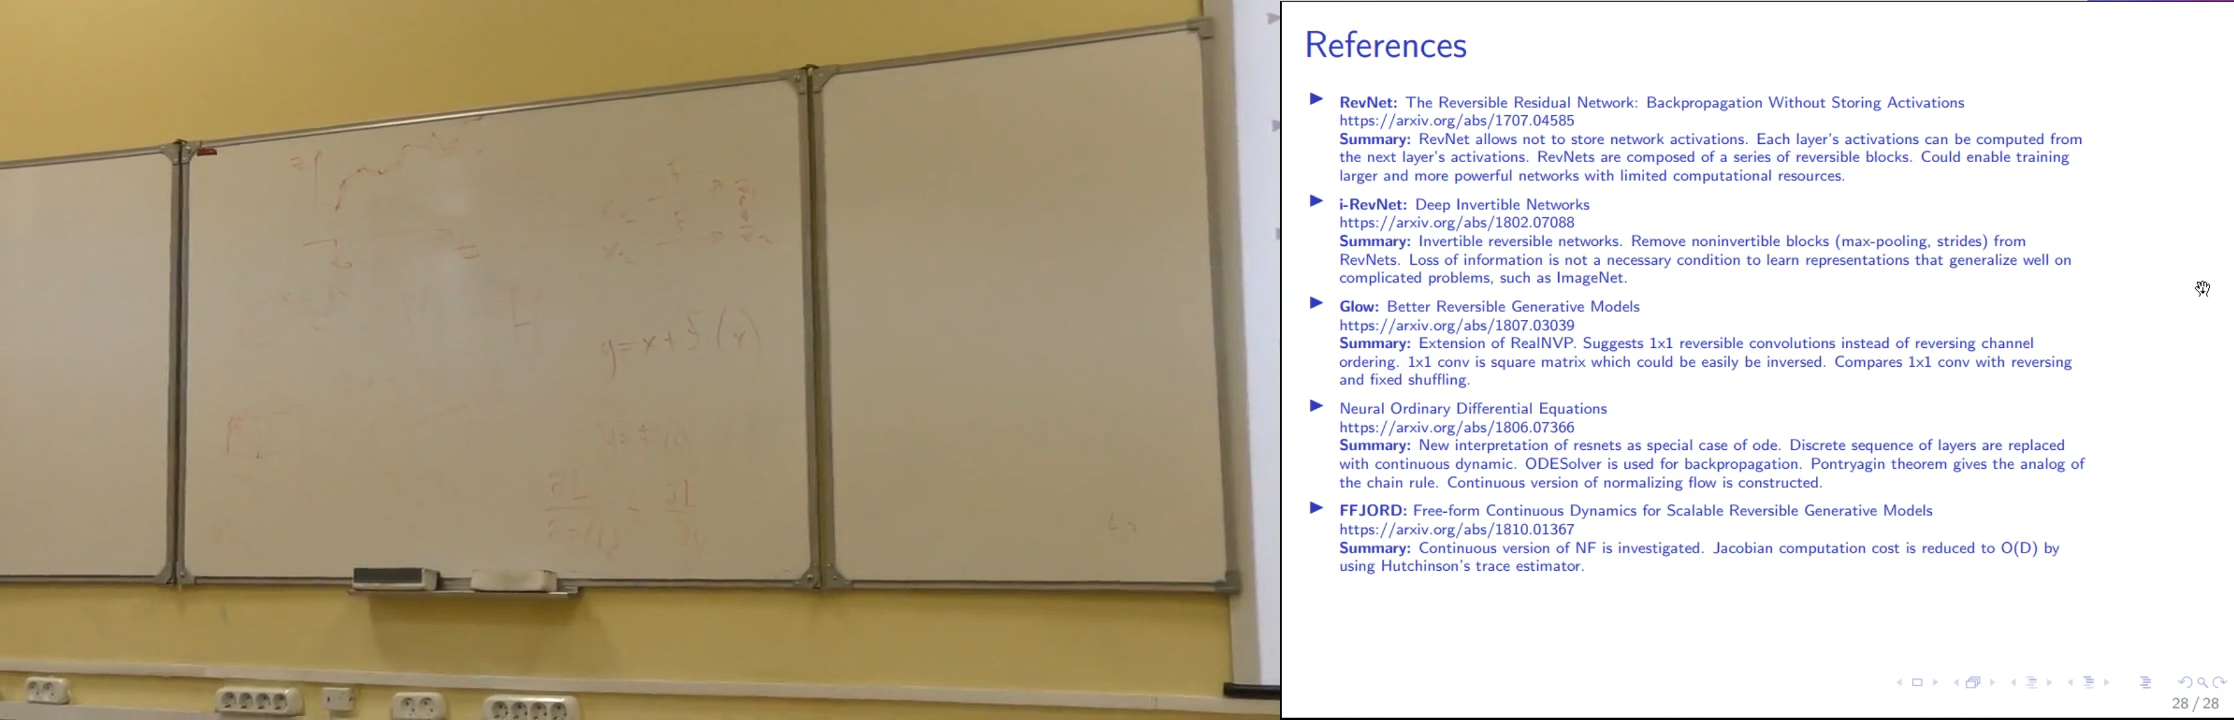 y = x + F(x)
References
RevNet: The Reversible Residual Network: Backpropagation Without Storing Activations
https://arxiv.org/abs/1707.04585
Summary: RevNet allows not to store network activations. Each layer's activations can be computed from
the next layer's activations. RevNets are composed of a series of reversible blocks. Could enable training
larger and more powerful networks with limited computational resources.
i-RevNet: Deep Invertible Networks
https://arxiv.org/abs/1802.07088
Summary: Invertible reversible networks. Remove noninvertible blocks (max-pooling, strides) from
RevNets. Loss of information is not a necessary condition to learn representations that generalize well on
complicated problems, such as ImageNet.
Glow: Better Reversible Generative Models
https://arxiv.org/abs/1807.03039
Summary: Extension of RealNVP. Suggests 1x1 reversible convolutions instead of reversing channel
ordering. 1x1 conv is square matrix which could be easily be inversed. Compares 1x1 conv with reversing
and fixed shuffling.
Neural Ordinary Differential Equations
https://arxiv.org/abs/1806.07366
Summary: New interpretation of resnets as special case of ode. Discrete sequence of layers are replaced
with continuous dynamic. ODESolver is used for backpropagation. Pontryagin theorem gives the analog of
the chain rule. Continuous version of normalizing flow is constructed.
FFJORD: Free-form Continuous Dynamics for Scalable Reversible Generative Models
https://arxiv.org/abs/1810.01367
Summary: Continuous version of NF is investigated. Jacobian computation cost is reduced to O(D) by
using Hutchinson's trace estimator.
28 / 28